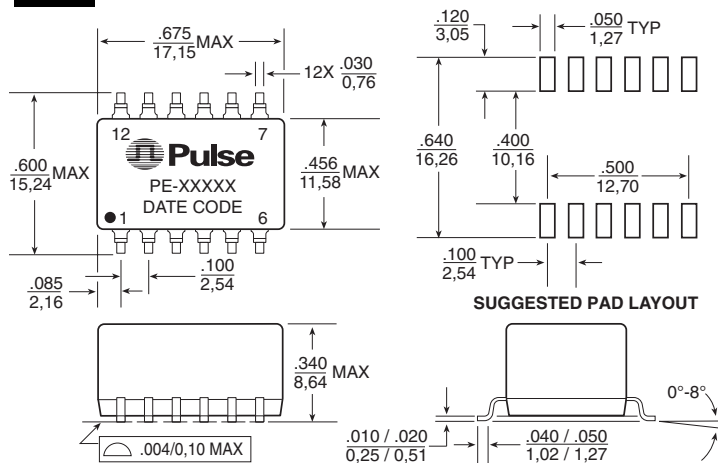 .675
17,15 MAX
12X .030
0,76
.600
15,24 MAX
12 7
Pulse
PE-XXXXX
DATE CODE
1 6
.456
11,58 MAX
.085
2,16
.100
2,54
.120
3,05
.050
1,27 TYP
.640
16,26
.400
10,16
.500
12,70
.100
2,54 TYP
SUGGESTED PAD LAYOUT
.340
8,64 MAX
.004/0,10 MAX
0°-8°
.010 / .020
0,25 / 0,51
.040 / .050
1,02 / 1,27